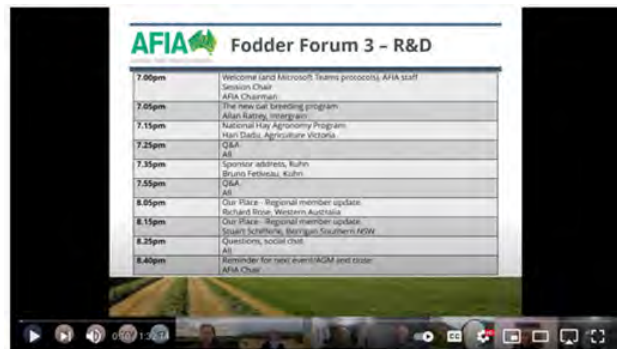 AFIA Fodder Forum 3 – R&D
7.00pm Welcome (and Microsoft Teams protocols), AFIA staff
Session Chair
AFIA Chairman
7.05pm The new oat breeding program
Allan Rattey, Intergrain
7.15pm National Hay Agronomy Program
Hari Dadu, Agriculture Victoria
7.25pm Q&A
All
7.35pm Sponsor address, Kuhn
Bruno Fetiveau, Kuhn
7.55pm Q&A
All
8.05pm Our Place - Regional member update
Richard Rose, Western Australia
8.15pm Our Place - Regional member update
Stuart Berrigan Southern NSW
8.25pm Questions, social chat
All
8.40pm Reminder for next event/AGM and close
AFIA Chair
CC